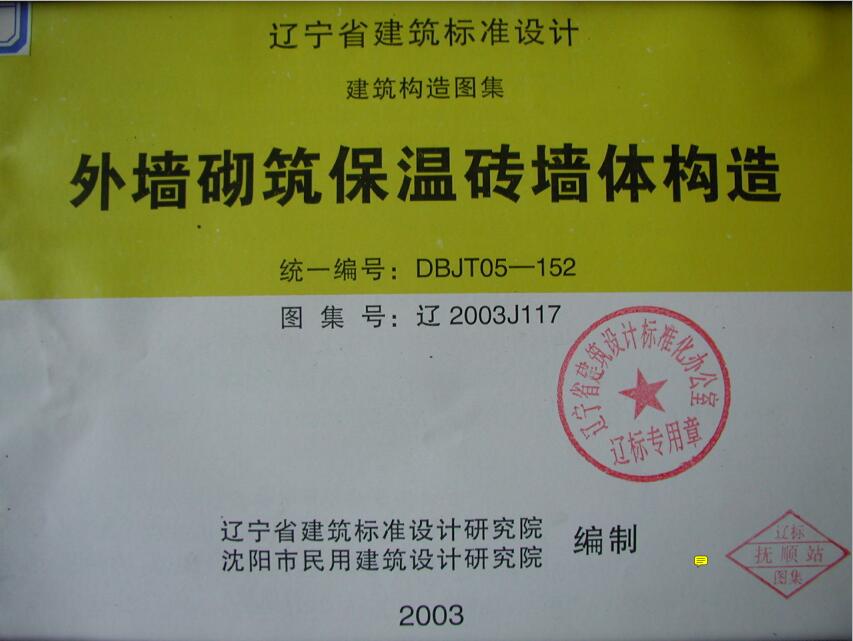 辽宁省建筑标准设计
建筑构造图集
外墙砌筑保温砖墙体构造
统一编号：DBJT05—152
图 集 号：辽 2003J117
辽宁省建筑设计标准化办公室
辽标专用章
辽宁省建筑标准设计研究院
沈阳市民用建筑设计研究院
编制
辽标
抚顺站
图集
2003